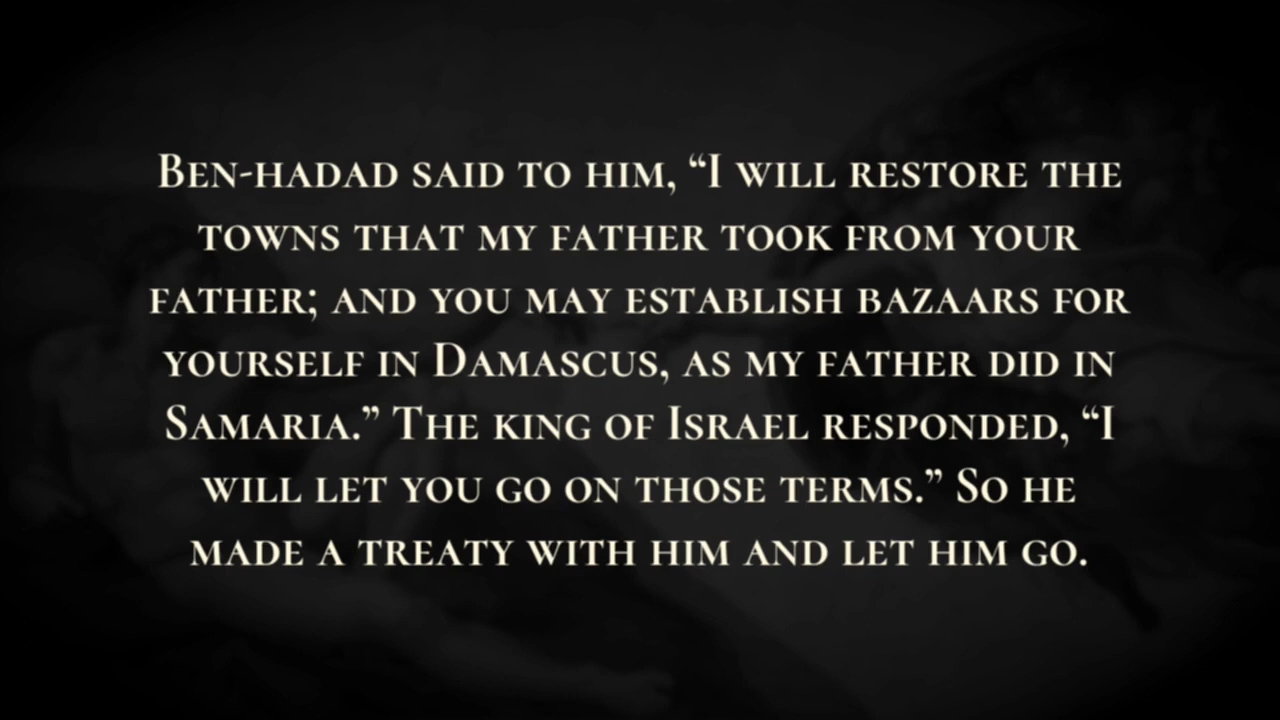 Ben-hadad said to him, “I will restore the
towns that my father took from your
father; and you may establish bazaars for
yourself in Damascus, as my father did in
Samaria.” The king of Israel responded, “I
will let you go on those terms.” So he
made a treaty with him and let him go.